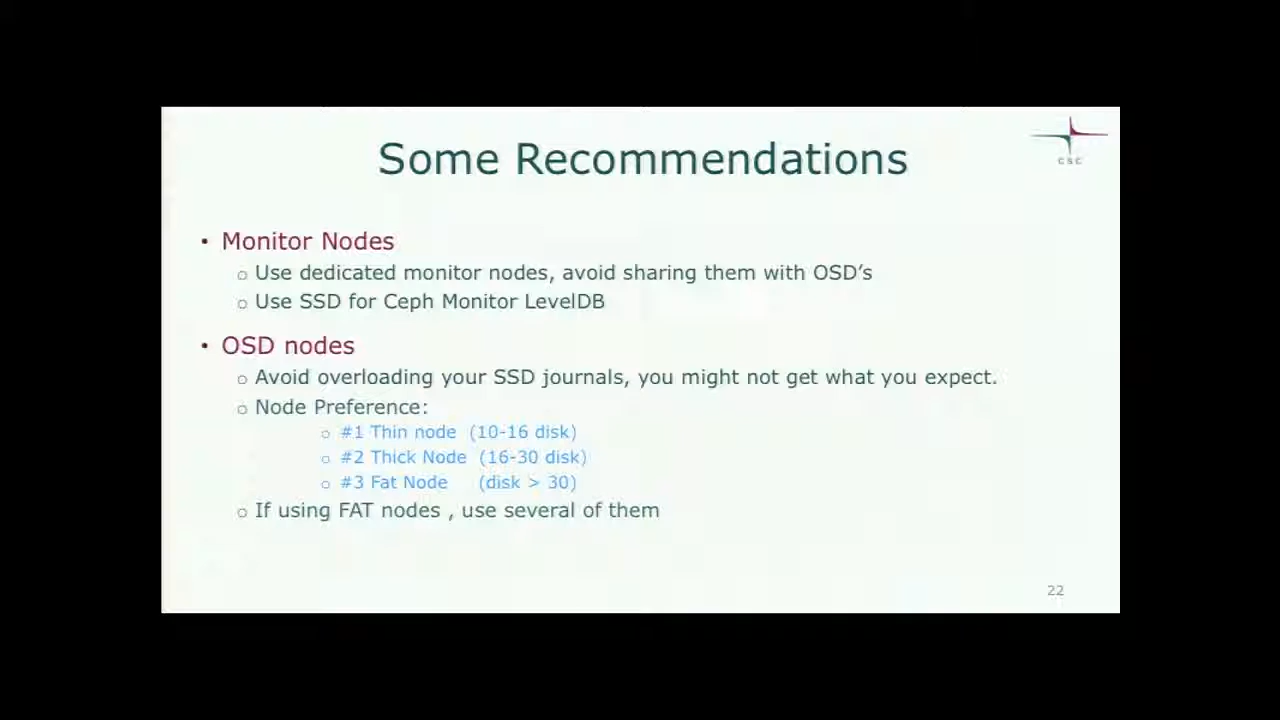 Some Recommendations
CSC
• Monitor Nodes
o Use dedicated monitor nodes, avoid sharing them with OSD’s
o Use SSD for Ceph Monitor LevelDB
• OSD nodes
o Avoid overloading your SSD journals, you might not get what you expect.
o Node Preference:
o #1 Thin node (10-16 disk)
o #2 Thick Node (16-30 disk)
o #3 Fat Node (disk > 30)
o If using FAT nodes , use several of them
22